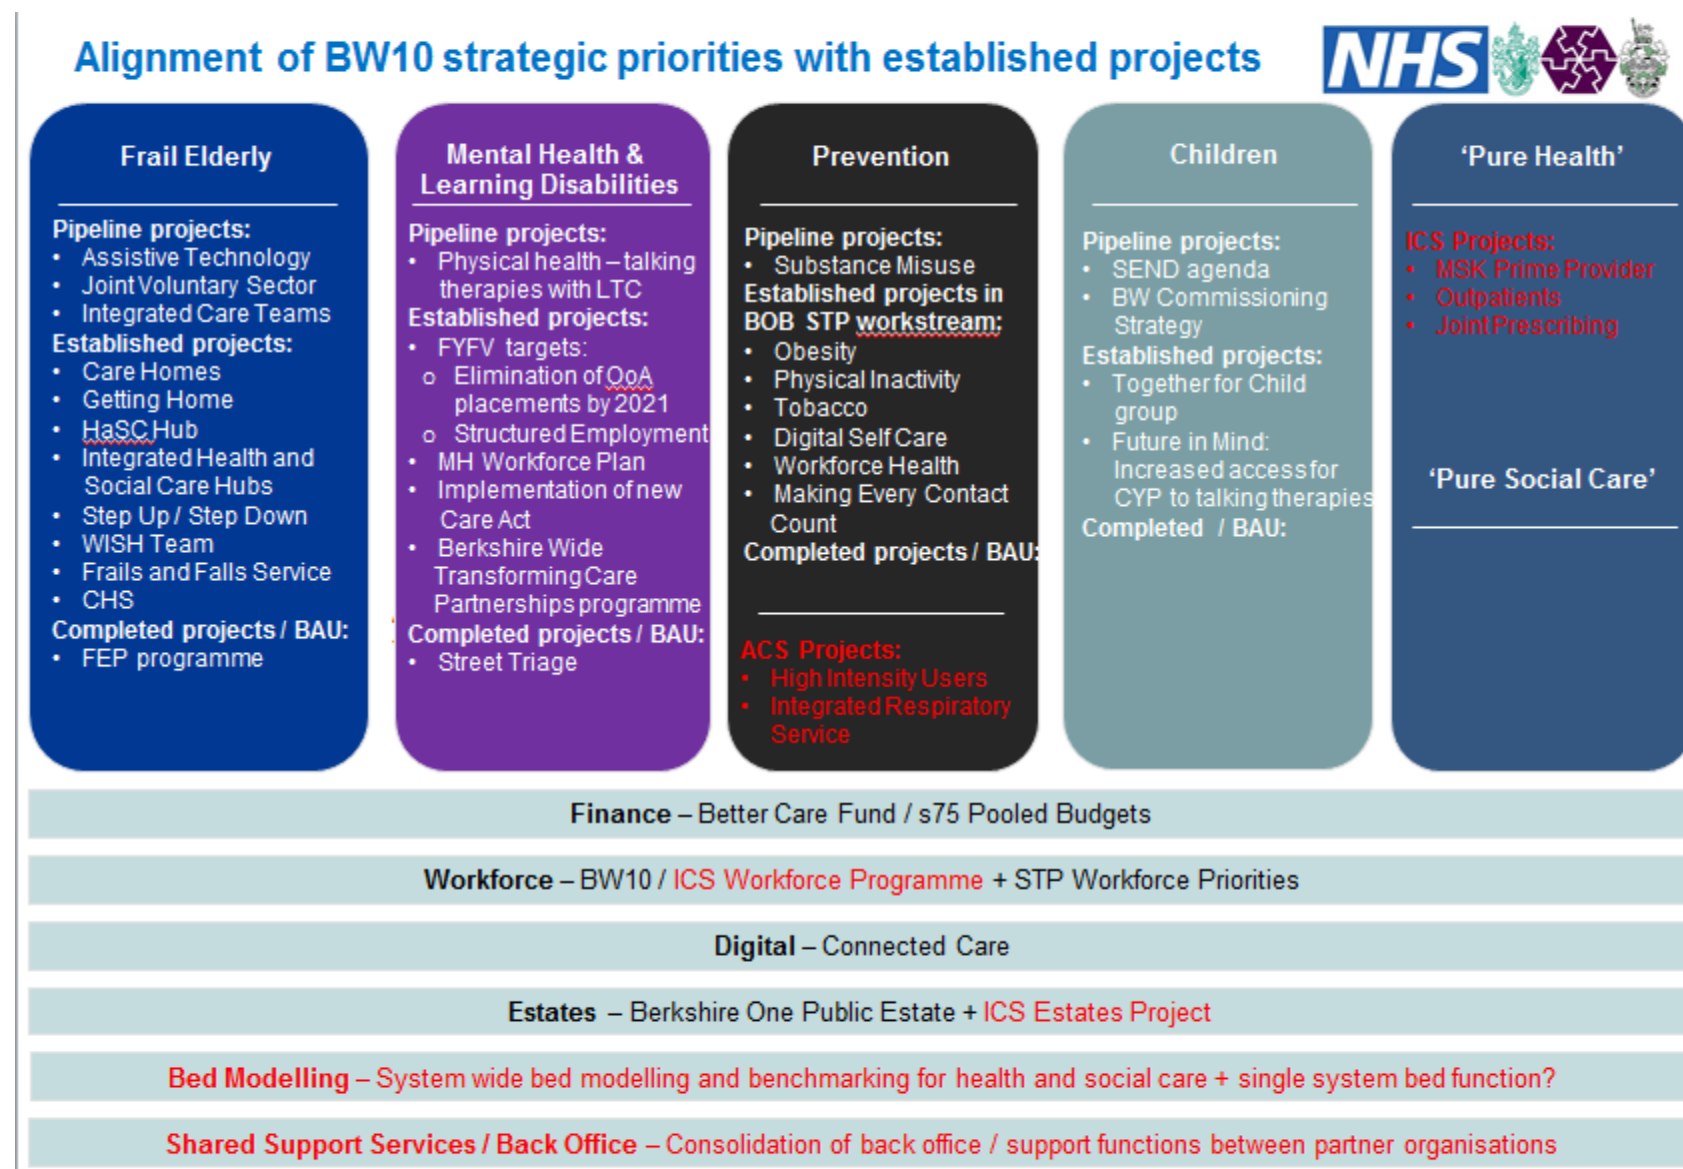 Alignment of BW10 strategic priorities with established projects
NHS
Frail Elderly
Pipeline projects:
• Assistive Technology
• Joint Voluntary Sector
• Integrated Care Teams
Established projects:
• Care Homes
• Getting Home
• HaSC Hub
• Integrated Health and
Social Care Hubs
• Step Up / Step Down
• WISH Team
• Frails and Falls Service
• CHS
Completed projects / BAU:
• FEP programme
Mental Health &
Learning Disabilities
Pipeline projects:
• Physical health – talking
therapies with LTC
Established projects:
• FYFV targets:
o Elimination of OoA
placements by 2021
o Structured Employment
• MH Workforce Plan
• Implementation of new
Care Act
• Berkshire Wide
Transforming Care
Partnerships programme
Completed projects / BAU:
• Street Triage
Prevention
Pipeline projects:
• Substance Misuse
Established projects in
BOB STP workstream:
• Obesity
• Physical Inactivity
• Tobacco
• Digital Self Care
• Workforce Health
• Making Every Contact
Count
Completed projects / BAU:
ACS Projects:
• High Intensity Users
• Integrated Respiratory
Service
Children
Pipeline projects:
• SEND agenda
• BW Commissioning
Strategy
Established projects:
• Together for Child
group
• Future in Mind:
Increased access for
CYP to talking therapies
Completed / BAU:
‘Pure Health’
ICS Projects:
• MSK Prime Provider
• Outpatients
• Joint Prescribing
‘Pure Social Care’
Finance – Better Care Fund / s75 Pooled Budgets
Workforce – BW10 / ICS Workforce Programme + STP Workforce Priorities
Digital – Connected Care
Estates – Berkshire One Public Estate + ICS Estates Project
Bed Modelling – System wide bed modelling and benchmarking for health and social care + single system bed function?
Shared Support Services / Back Office – Consolidation of back office / support functions between partner organisations